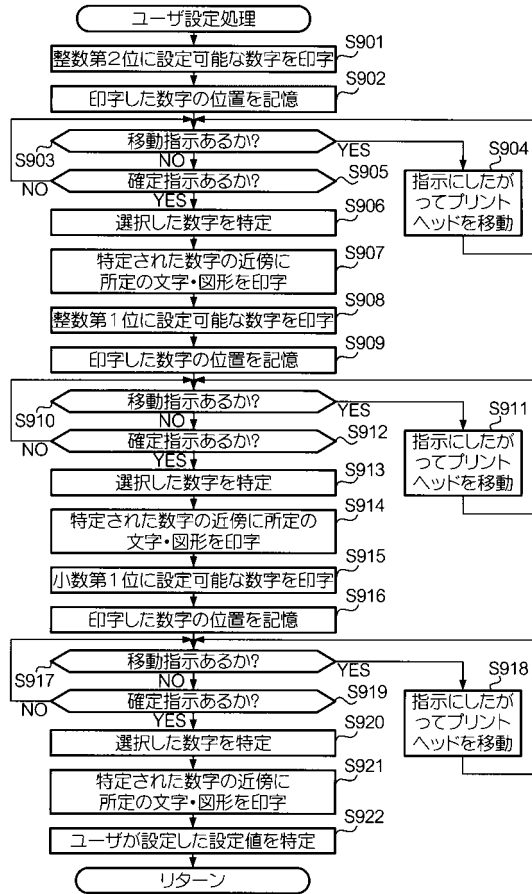 ユーザ設定処理
S901
整数第2位に設定可能な数字を印字
S902
印字した数字の位置を記憶
移動指示あるか?
S903
YES
NO
S904
指示にしたが
ってプリント
ヘッドを移動
確定指示あるか?
S905
NO
YES
S906
選択した数字を特定
S907
特定された数字の近傍に
所定の文字・図形を印字
S908
整数第1位に設定可能な数字を印字
S909
印字した数字の位置を記憶
移動指示あるか?
S910
YES
NO
S911
指示にしたが
ってプリント
ヘッドを移動
確定指示あるか?
S912
NO
YES
S913
選択した数字を特定
S914
特定された数字の近傍に所定の
文字・図形を印字
S915
小数第1位に設定可能な数字を印字
S916
印字した数字の位置を記憶
移動指示あるか?
S917
YES
NO
S918
指示にしたが
ってプリント
ヘッドを移動
確定指示あるか?
S919
NO
YES
S920
選択した数字を特定
S921
特定された数字の近傍に
所定の文字・図形を印字
S922
ユーザが設定した設定値を特定
リターン